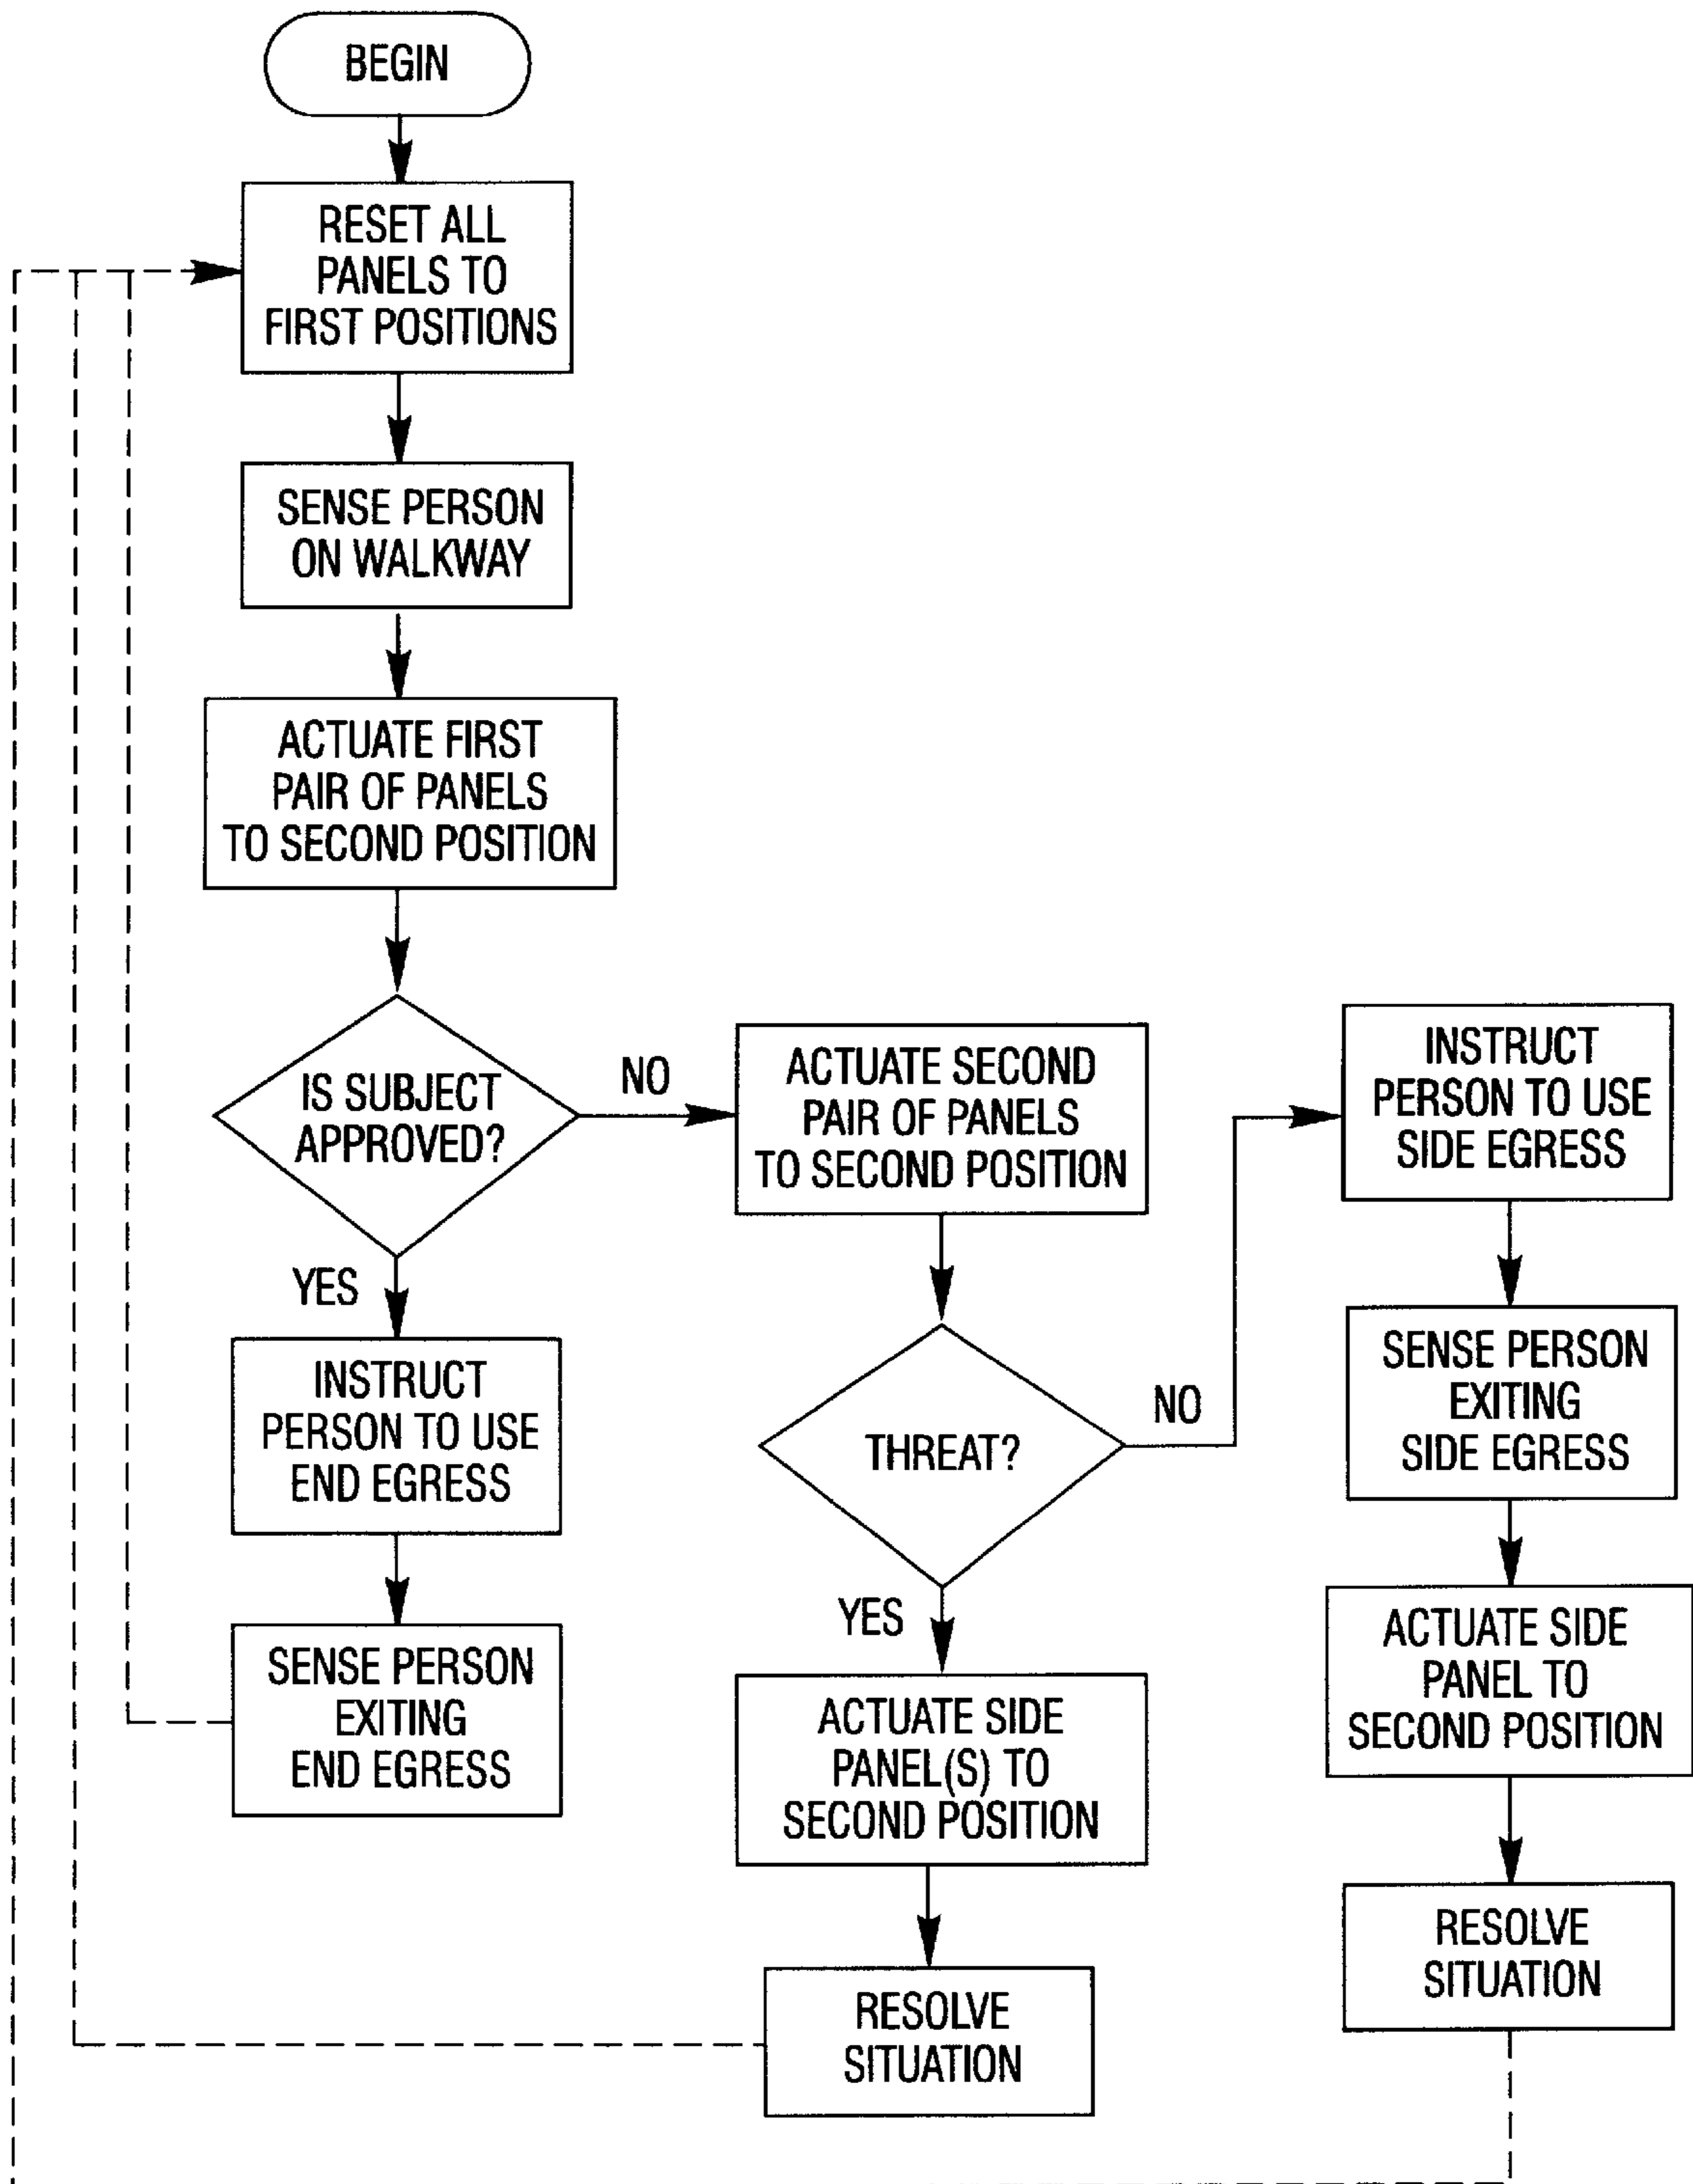 BEGIN
RESET ALL
PANELS TO
FIRST POSITIONS
SENSE PERSON
ON WALKWAY
ACTUATE FIRST
PAIR OF PANELS
TO SECOND POSITION
IS SUBJECT
APPROVED?
NO
YES
INSTRUCT
PERSON TO USE
END EGRESS
SENSE PERSON
EXITING
END EGRESS
ACTUATE SECOND
PAIR OF PANELS
TO SECOND POSITION
THREAT?
NO
YES
ACTUATE SIDE
PANEL(S) TO
SECOND POSITION
RESOLVE
SITUATION
INSTRUCT
PERSON TO USE
SIDE EGRESS
SENSE PERSON
EXITING
SIDE EGRESS
ACTUATE SIDE
PANEL TO
SECOND POSITION
RESOLVE
SITUATION